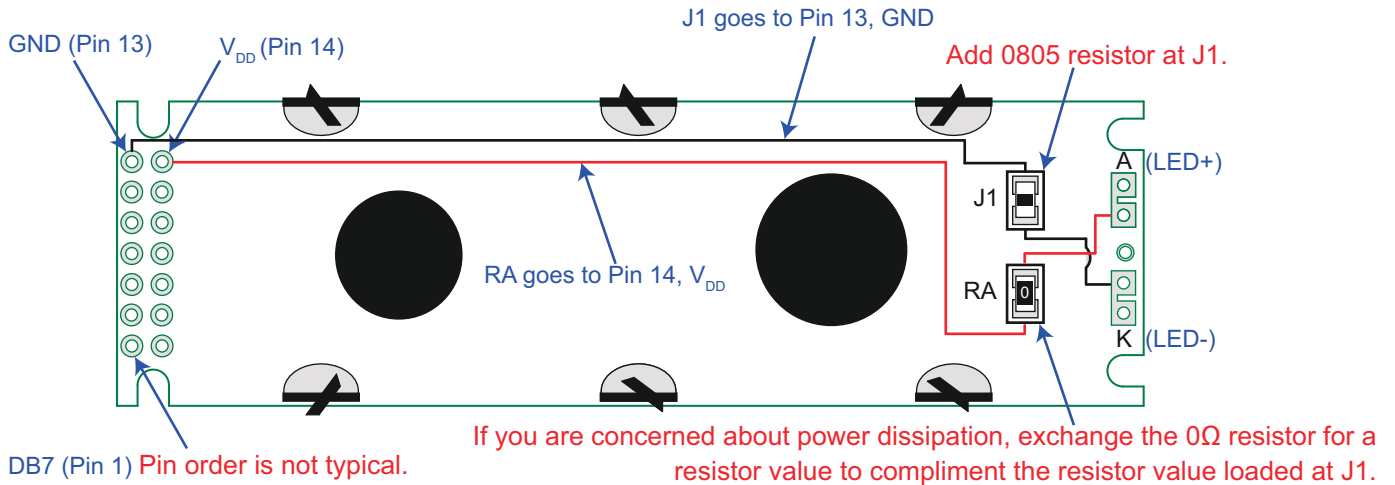 J1 goes to Pin 13, GND
GND (Pin 13)
VDD (Pin 14)
Add 0805 resistor at J1.
A (LED+)
J1
RA goes to Pin 14, VDD
RA
0
K (LED-)
If you are concerned about power dissipation, exchange the 0Ω resistor for a
resistor value to compliment the resistor value loaded at J1.
DB7 (Pin 1) Pin order is not typical.